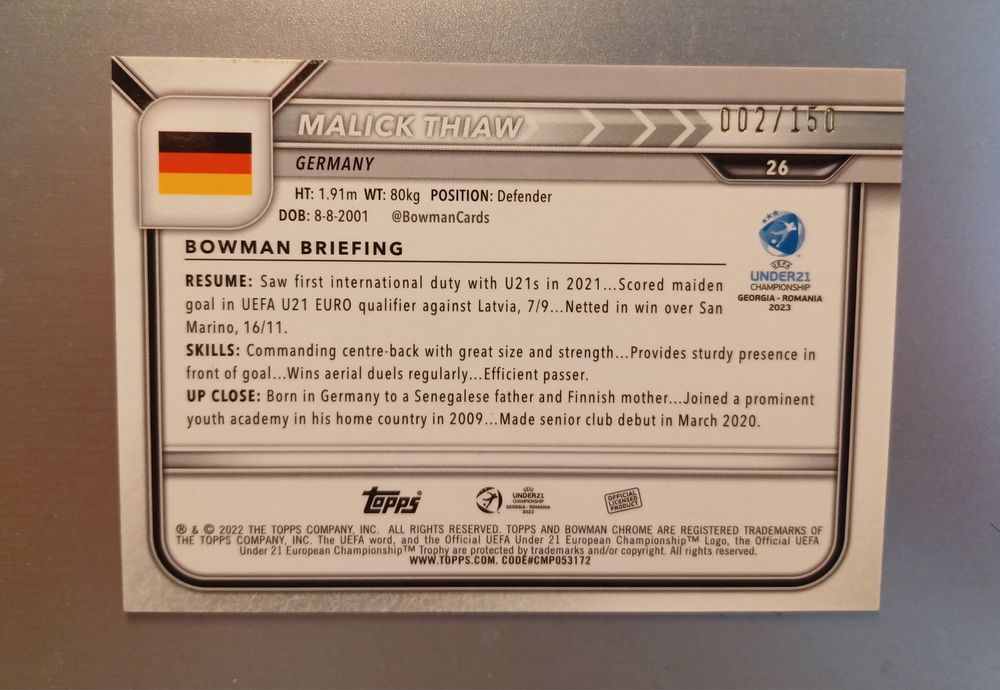 MALICK THIAW
002/150
GERMANY
26
HT: 1.91m WT: 80kg POSITION: Defender
DOB: 8-8-2001 @BowmanCards
BOWMAN BRIEFING
RESUME: Saw first international duty with U21s in 2021...Scored maiden
goal in UEFA U21 EURO qualifier against Latvia, 7/9...Netted in win over San
Marino, 16/11.
UEFA
UNDER21
CHAMPIONSHIP
GEORGIA - ROMANIA
2023
SKILLS: Commanding centre-back with great size and strength...Provides sturdy presence in
front of goal...Wins aerial duels regularly...Efficient passer.
UP CLOSE: Born in Germany to a Senegalese father and Finnish mother...Joined a prominent
youth academy in his home country in 2009...Made senior club debut in March 2020.
Topps®
UEFA
UNDER21
CHAMPIONSHIP
GEORGIA - ROMANIA
2023
OFFICIAL
LICENSED
PRODUCT
® & © 2022 THE TOPPS COMPANY, INC. ALL RIGHTS RESERVED. TOPPS AND BOWMAN CHROME ARE REGISTERED TRADEMARKS OF
THE TOPPS COMPANY, INC. The UEFA word, and the Official UEFA Under 21 European Championship™ Logo, the Official UEFA
Under 21 European Championship™ Trophy are protected by trademarks and/or copyright. All rights reserved.
WWW.TOPPS.COM. CODE#CMP053172